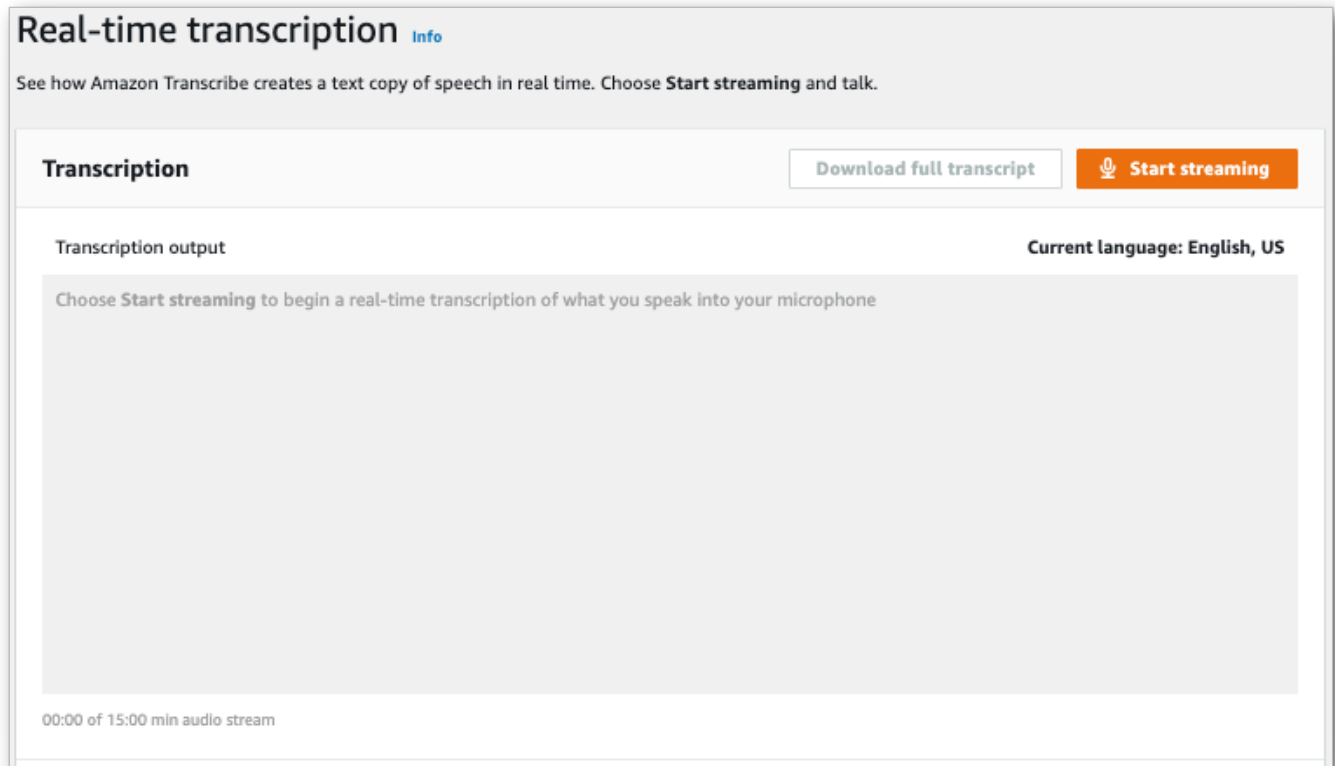 Real-time transcription Info
See how Amazon Transcribe creates a text copy of speech in real time. Choose Start streaming and talk.
Transcription
Download full transcript
Start streaming
Transcription output
Current language: English, US
Choose Start streaming to begin a real-time transcription of what you speak into your microphone
00:00 of 15:00 min audio stream